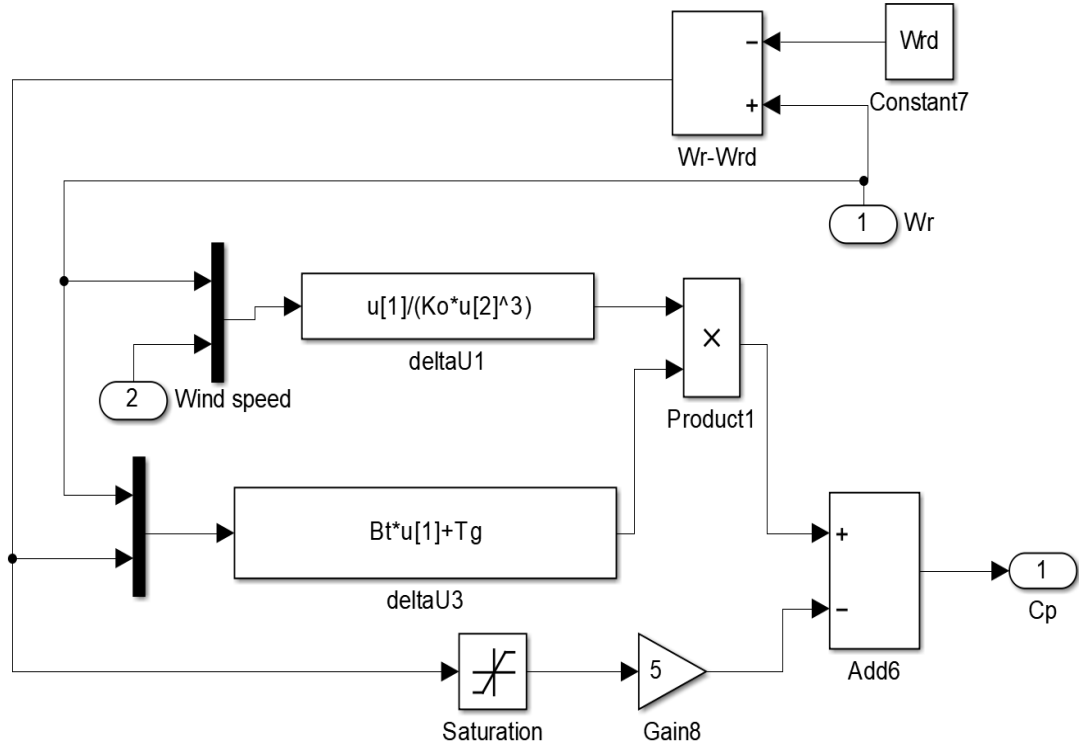 −
Wrd
+
Constant7
Wr-Wrd
1
Wr
u[1]/(Ko*u[2]^3)
deltaU1
×
Product1
2
Wind speed
Bt*u[1]+Tg
deltaU3
+
−
Add6
1
Cp
5
Saturation
Gain8